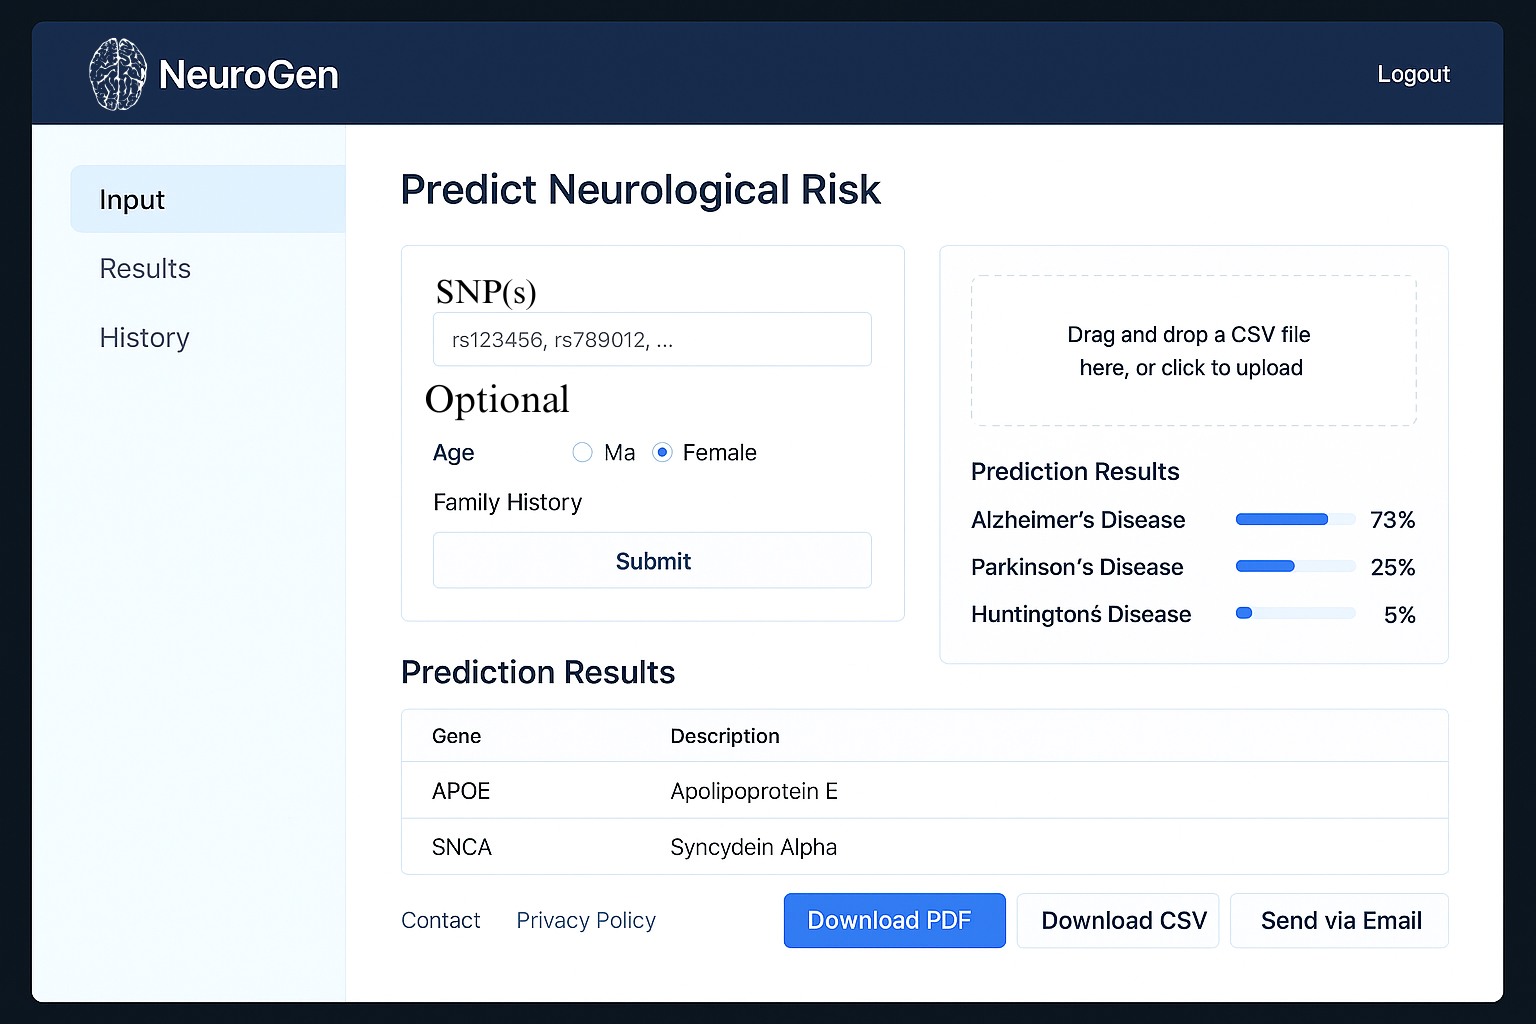 NeuroGen
Logout
Input
Results
History
Predict Neurological Risk
SNP(s)
rs123456, rs789012, ...
Optional
Age Ma Female
Family History
Submit
Drag and drop a CSV file
here, or click to upload
Prediction Results
Alzheimer’s Disease 73%
Parkinson’s Disease 25%
Huntingtonś Disease 5%
Prediction Results
Gene Description
APOE Apolipoprotein E
SNCA Syncydein Alpha
Contact Privacy Policy Download PDF Download CSV Send via Email